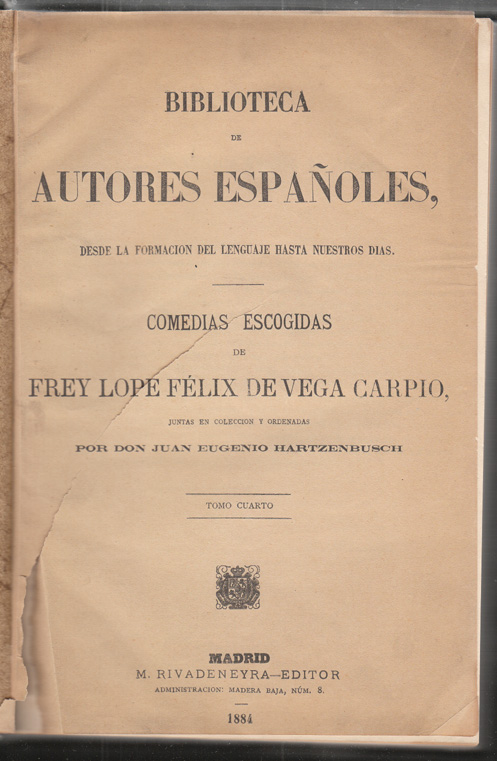 BIBLIOTECA
DE
AUTORES ESPAÑOLES,
DESDE LA FORMACION DEL LENGUAJE HASTA NUESTROS DIAS.
COMEDIAS ESCOGIDAS
DE
FREY LOPE FÉLIX DE VEGA CARPIO,
JUNTAS EN COLECCION Y ORDENADAS
POR DON JUAN EUGENIO HARTZENBUSCH
TOMO CUARTO
MADRID
M. RIVADENEYRA—EDITOR
ADMINISTRACION: MADERA BAJA, NÚM. 8.
1884